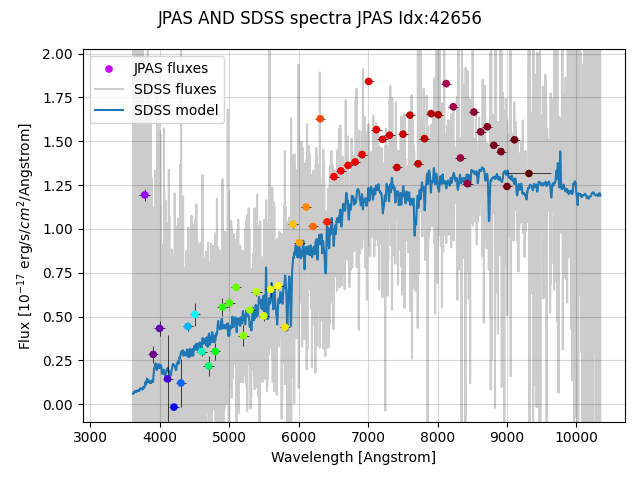 JPAS AND SDSS spectra JPAS Idx:42656
JPAS fluxes
SDSS fluxes
SDSS model
2.00
1.75
1.50
1.25
1.00
0.75
0.50
0.25
0.00
Flux [10⁻¹⁷ erg/s/cm²/Angstrom]
3000 4000 5000 6000 7000 8000 9000 10000
Wavelength [Angstrom]